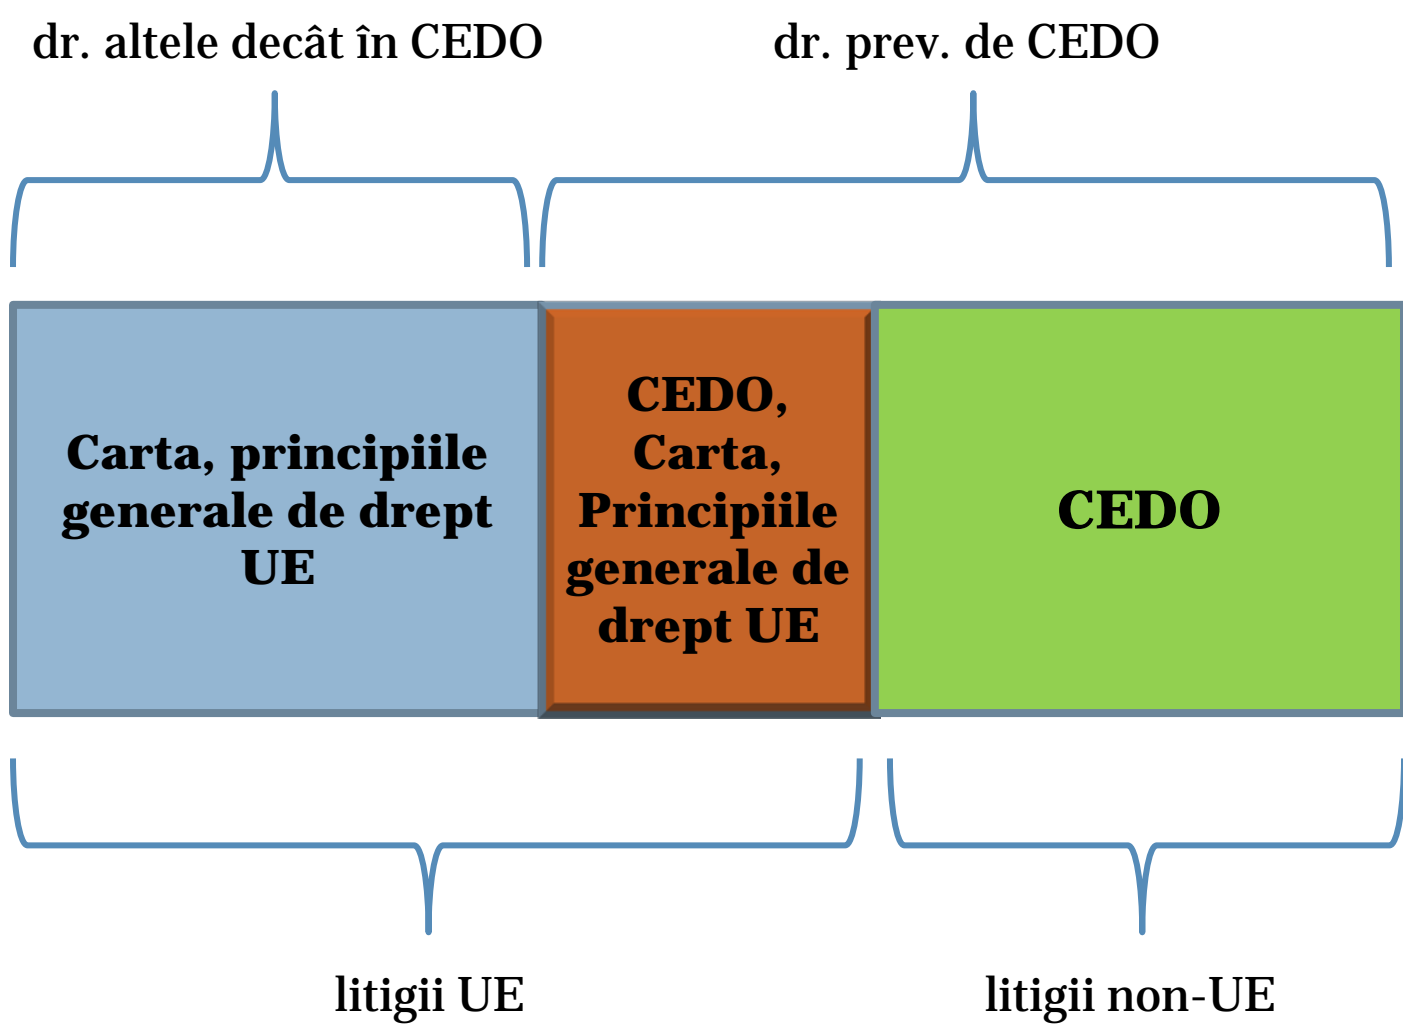 dr. altele decât în CEDO
dr. prev. de CEDO
Carta, principiile
generale de drept
UE
CEDO,
Carta,
Principiile
generale de
drept UE
CEDO
litigii UE
litigii non-UE